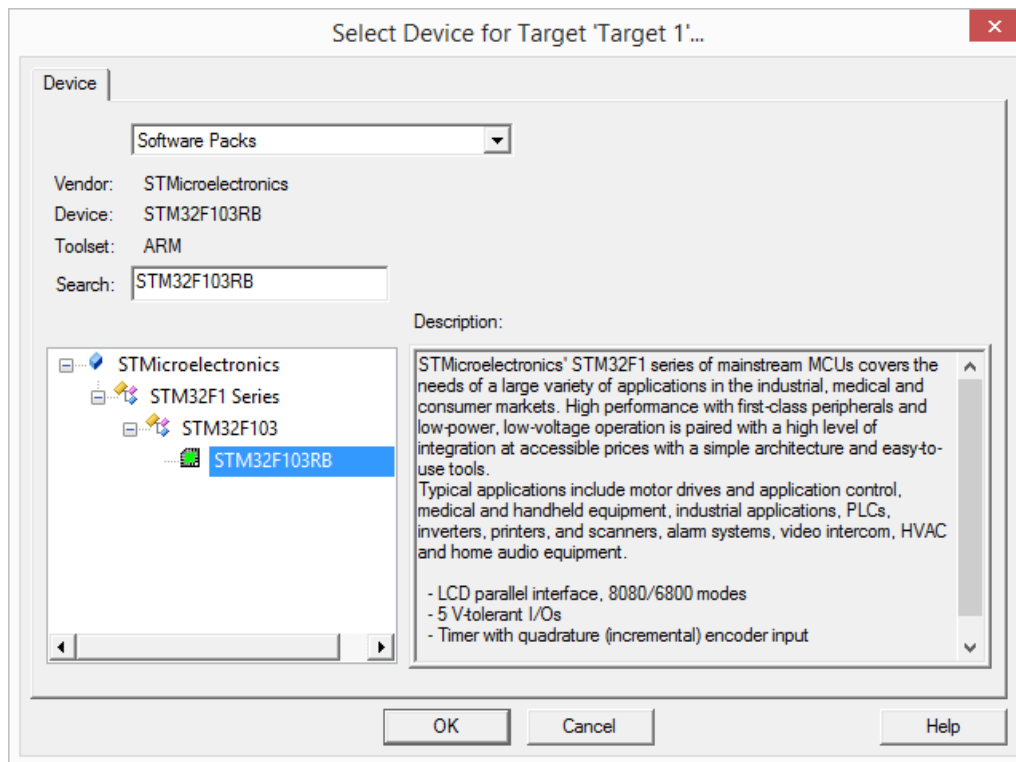 Select Device for Target 'Target 1'...
Device
Software Packs
Vendor: STMicroelectronics
Device: STM32F103RB
Toolset: ARM
Search: STM32F103RB
Description:
STMicroelectronics
STM32F1 Series
STM32F103
STM32F103RB
STMicroelectronics' STM32F1 series of mainstream MCUs covers the
needs of a large variety of applications in the industrial, medical and
consumer markets. High performance with first-class peripherals and
low-power, low-voltage operation is paired with a high level of
integration at accessible prices with a simple architecture and easy-to-
use tools.
Typical applications include motor drives and application control,
medical and handheld equipment, industrial applications, PLCs,
inverters, printers, and scanners, alarm systems, video intercom, HVAC
and home audio equipment.
- LCD parallel interface, 8080/6800 modes
- 5 V-tolerant I/Os
- Timer with quadrature (incremental) encoder input
OK
Cancel
Help